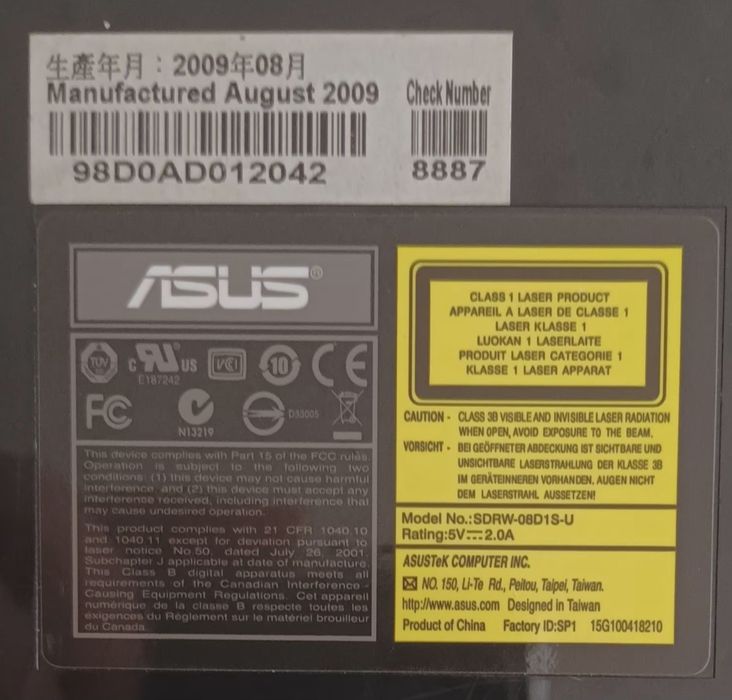 生產年月：2009年08月
Manufactured August 2009
Check Number
98D0AD012042
8887
ASUS®
CLASS 1 LASER PRODUCT
APPAREIL A LASER DE CLASSE 1
LASER KLASSE 1
LUOKAN 1 LASERLAITE
PRODUIT LASER CATEGORIE 1
KLASSE 1 LASER APPARAT
TÜV
c RU US
E187242
VCI
10
CE
FC
N13219
D33005
CAUTION - CLASS 3B VISIBLE AND INVISIBLE LASER RADIATION
WHEN OPEN, AVOID EXPOSURE TO THE BEAM.
VORSICHT - BEI GEÖFFNETER ABDECKUNG IST SICHTBARE UND
UNSICHTBARE LASERSTRAHLUNG DER KLASSE 3B
IM GERÄTEINNEREN VORHANDEN. AUGEN NICHT
DEM LASERSTRAHL AUSSETZEN!
This device complies with Part 15 of the FCC rules.
Operation is subject to the following two
conditions: (1) this device may not cause harmful
interference, and (2) this device must accept any
interference received, including interference that
may cause undesired operation.
This product complies with 21 CFR 1040.10
and 1040.11 except for deviation pursuant to
laser notice No.50, dated July 26, 2001.
Subchapter J applicable at date of manufacture.
This Class B digital apparatus meets all
requirements of the Canadian Interference -
Causing Equipment Regulations. Cet appareil
numérique de la classe B respecte toutes les
exigences du Règlement sur le matériel brouilleur
du Canada.
Model No.:SDRW-08D1S-U
Rating:5V⎓2.0A
ASUSTeK COMPUTER INC.
NO. 150, Li-Te Rd., Peitou, Taipei, Taiwan.
http://www.asus.com Designed in Taiwan
Product of China Factory ID:SP1 15G100418210